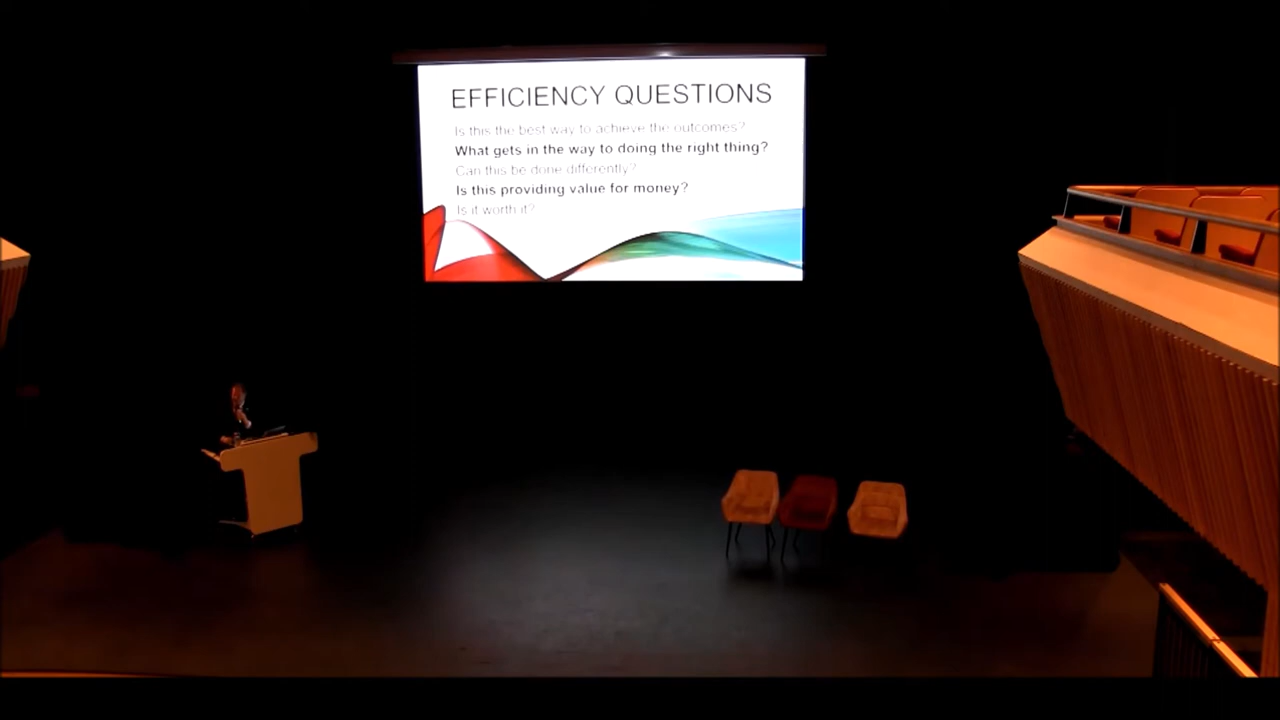 EFFICIENCY QUESTIONS
Is this the best way to achieve the outcomes?
What gets in the way to doing the right thing?
Can this be done differently?
Is this providing value for money?
Is it worth it?